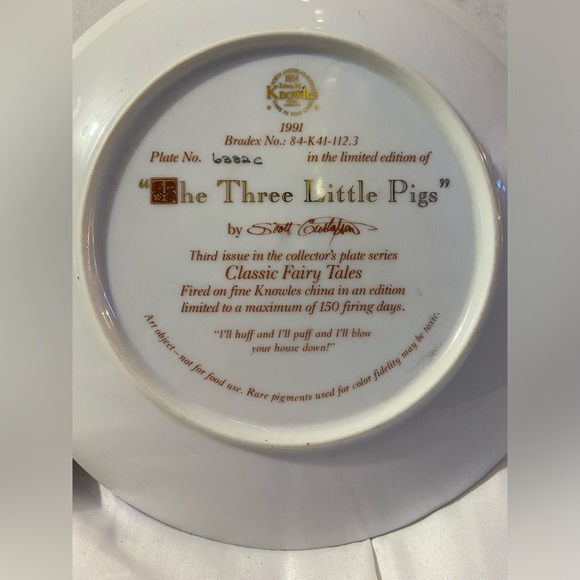 1864
Edwin M.
Knowles
1991
Bradex No.: 84-K41-112.3
Plate No. 6382C in the limited edition of
"The Three Little Pigs"
by Scott Gustafson
Third issue in the collector's plate series
Classic Fairy Tales
Fired on fine Knowles china in an edition
limited to a maximum of 150 firing days.
"I'll huff and I'll puff and I'll blow
your house down!"
Art object—not for food use. Rare pigments used for color fidelity may be toxic.